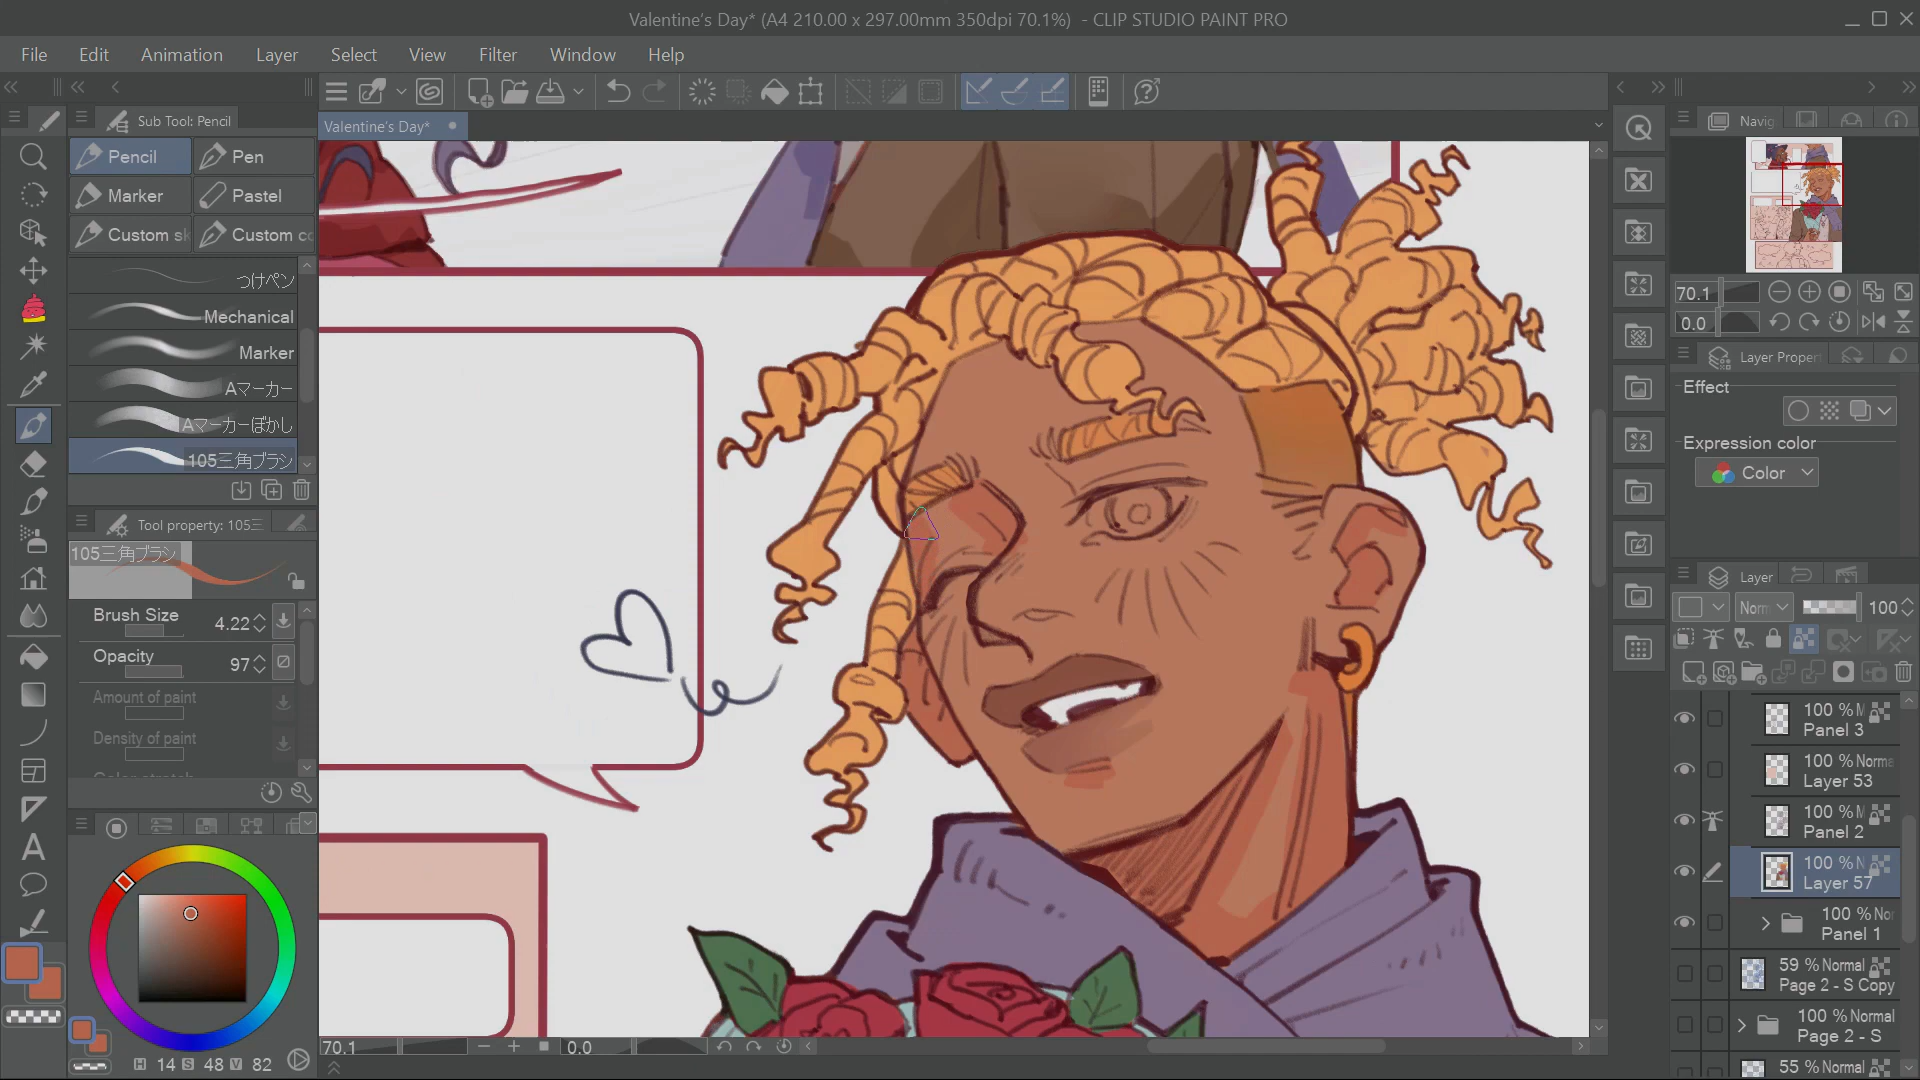 Valentine's Day* (A4 210.00 x 297.00mm 350dpi 70.1%) - CLIP STUDIO PAINT PRO
File Edit Animation Layer Select View Filter Window Help
Sub Tool: Pencil
Valentine's Day*
Navig
Pencil Pen
Marker Pastel
Custom sk Custom co
つけペン
Mechanical
Marker
Aマーカー
Aマーカーぼかし
105三角ブラシ
Tool property: 105三
105三角ブラシ
Brush Size 4.22
Opacity 97
Amount of paint
Density of paint
H 14 S 48 V 82
70.1 0.0
70.1
0.0
Layer Proper
Effect
Expression color
Color
Layer
Norm 100
100 % N
Panel 3
100 % Norma
Layer 53
100 % N
Panel 2
100 % N
Layer 57
100 % Nor
Panel 1
59 % Normal
Page 2 - S Copy
100 % Normal
Page 2 - S
55 % Normal